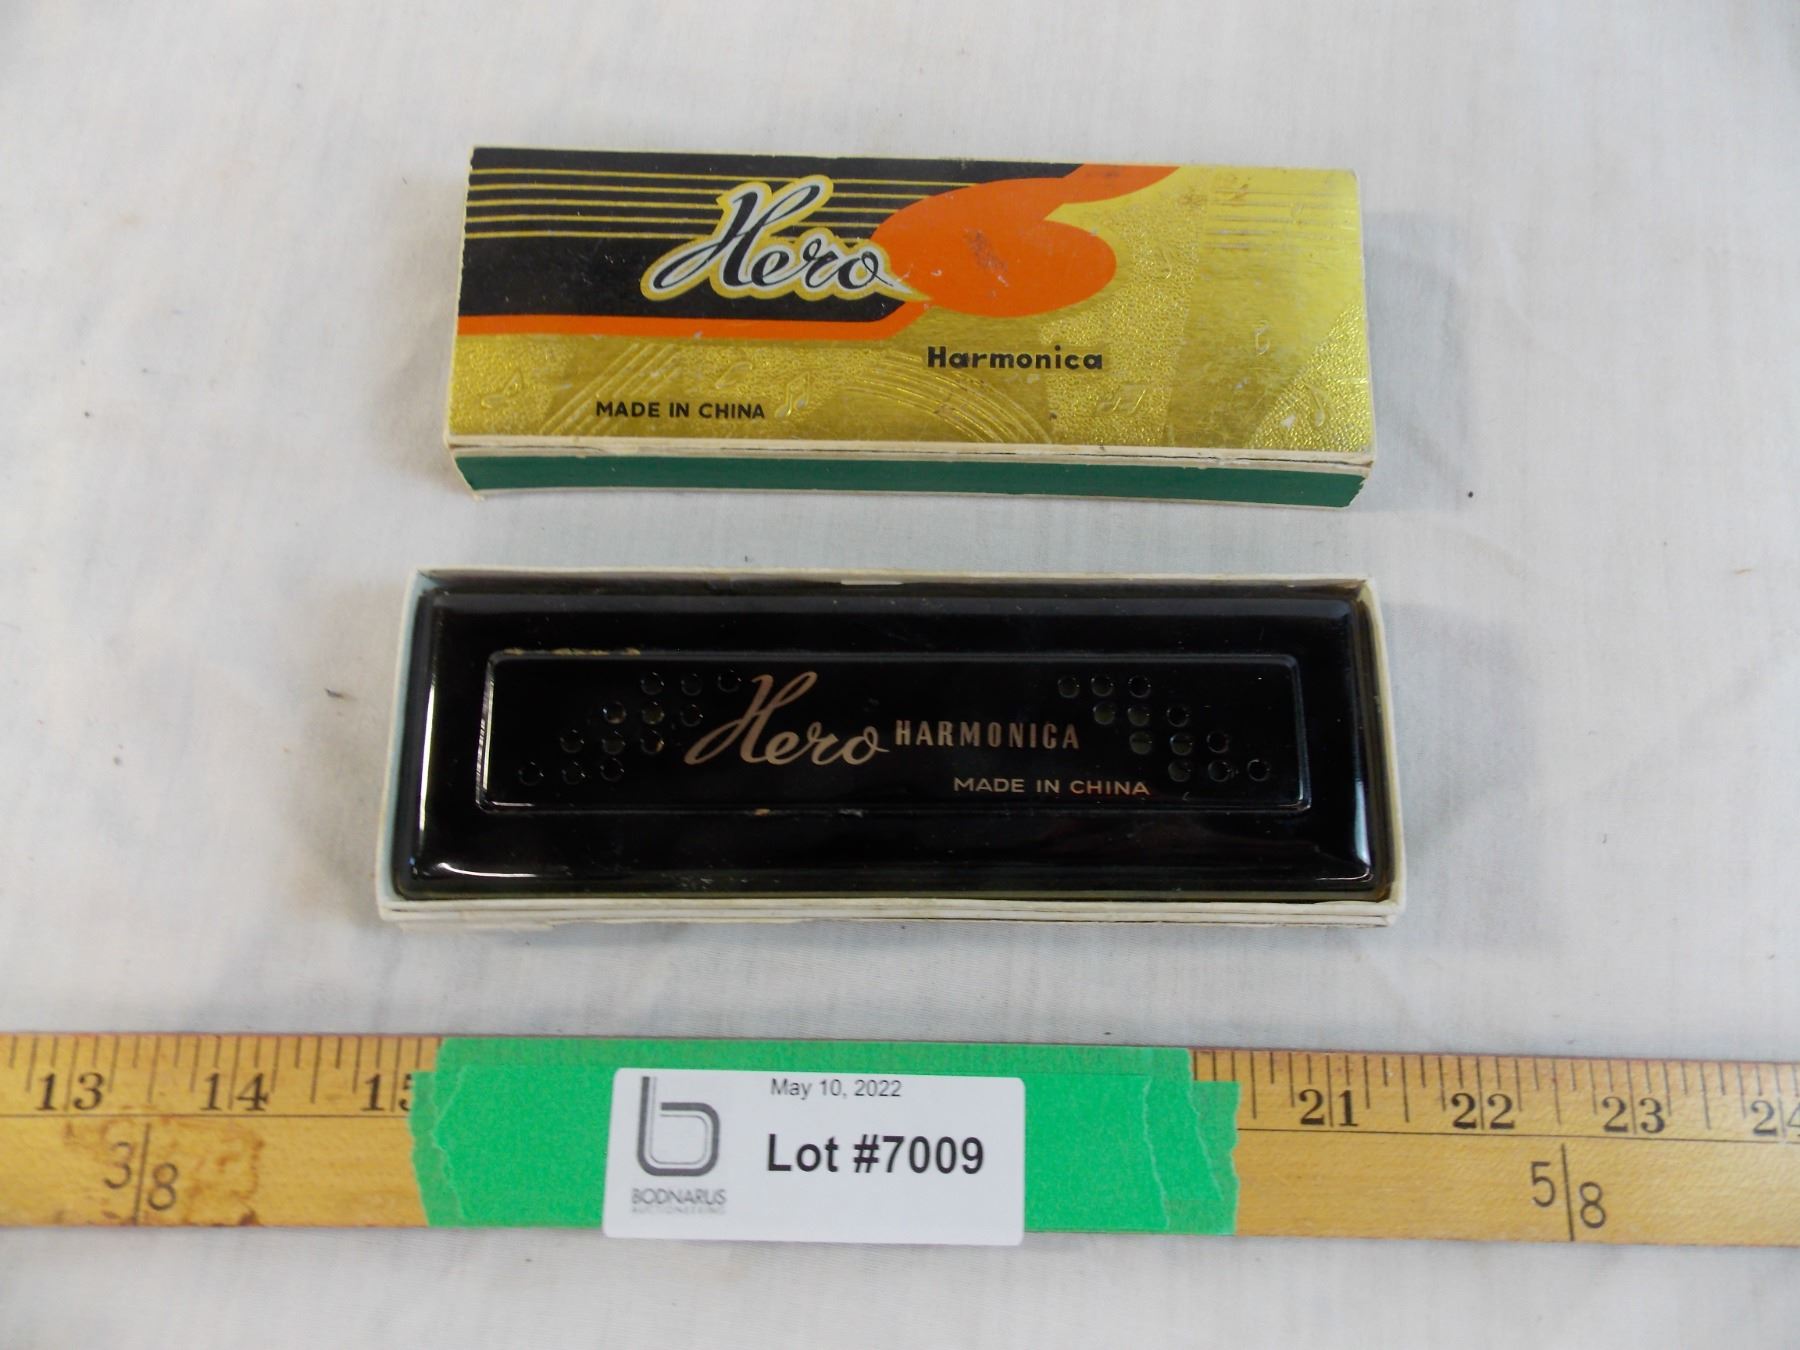 Hero
Harmonica
MADE IN CHINA
Hero HARMONICA
MADE IN CHINA
13 14 15 21 22 23 24
May 10, 2022
Lot #7009
BODNARUS
AUCTIONEERING
3/8 5/8